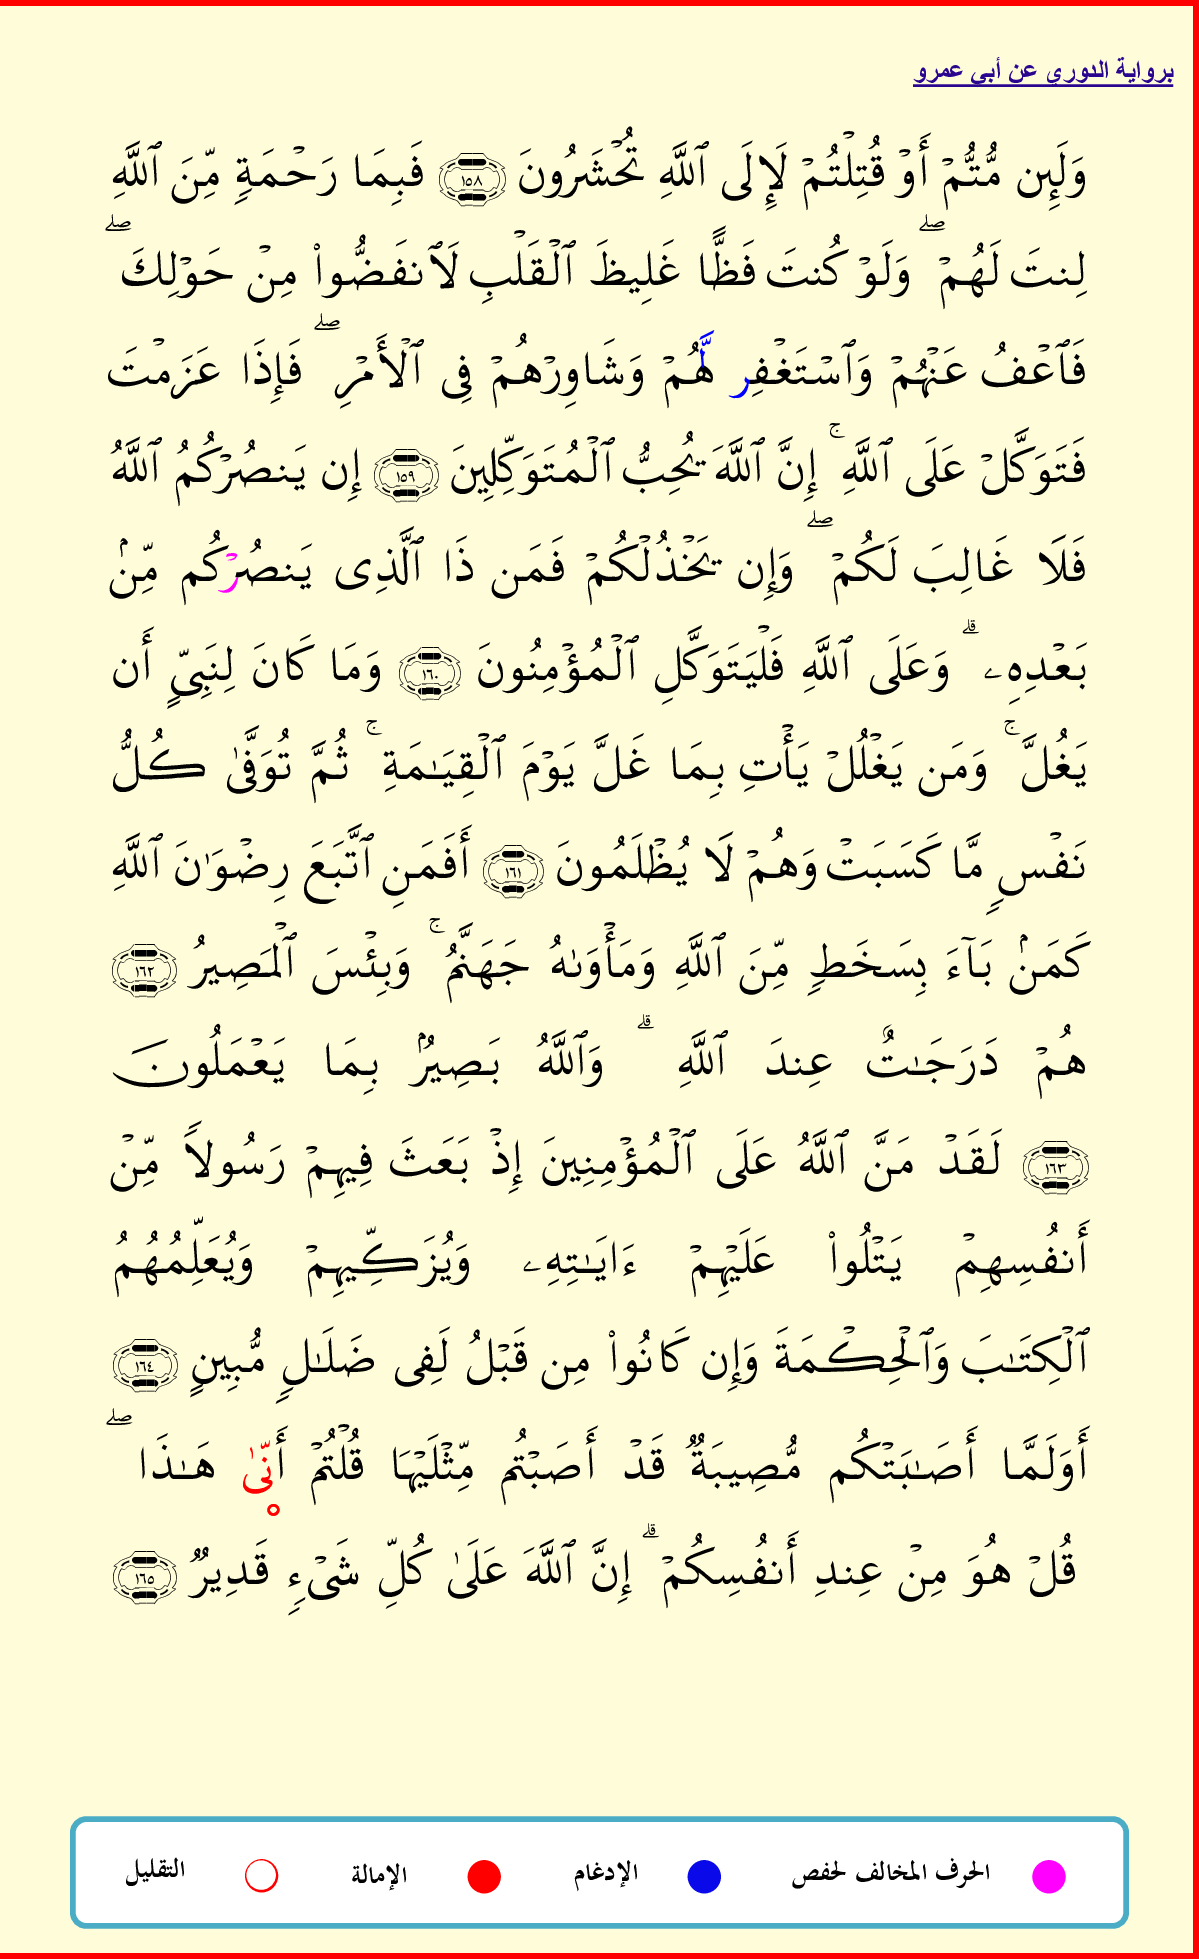 برواية الدوري عن أبي عمرو
وَلَئِن مُّتُّمْ أَوْ قُتِلْتُمْ لَإِلَى ٱللَّهِ تُحْشَرُونَ ١٥٨ فَبِمَا رَحْمَةٍ مِّنَ ٱللَّهِ
لِنتَ لَهُمْ ۖ وَلَوْ كُنتَ فَظًّا غَلِيظَ ٱلْقَلْبِ لَٱنفَضُّواْ مِنْ حَوْلِكَ ۖ
فَٱعْفُ عَنْهُمْ وَٱسْتَغْفِر لَّهُمْ وَشَاوِرْهُمْ فِى ٱلْأَمْرِ ۖ فَإِذَا عَزَمْتَ
فَتَوَكَّلْ عَلَى ٱللَّهِ ۚ إِنَّ ٱللَّهَ يُحِبُّ ٱلْمُتَوَكِّلِينَ ١٥٩ إِن يَنصُرْكُمُ ٱللَّهُ
فَلَا غَالِبَ لَكُمْ ۖ وَإِن يَخْذُلْكُمْ فَمَن ذَا ٱلَّذِى يَنصُرْكُم مِّنۢ
بَعْدِهِۦ ۗ وَعَلَى ٱللَّهِ فَلْيَتَوَكَّلِ ٱلْمُؤْمِنُونَ ١٦٠ وَمَا كَانَ لِنَبِىٍّ أَن
يَغُلَّ ۚ وَمَن يَغْلُلْ يَأْتِ بِمَا غَلَّ يَوْمَ ٱلْقِيَـٰمَةِ ۚ ثُمَّ تُوَفَّىٰ كُلُّ
نَفْسٍ مَّا كَسَبَتْ وَهُمْ لَا يُظْلَمُونَ ١٦١ أَفَمَنِ ٱتَّبَعَ رِضْوَٰنَ ٱللَّهِ
كَمَنۢ بَآءَ بِسَخَطٍ مِّنَ ٱللَّهِ وَمَأْوَىٰهُ جَهَنَّمُ ۚ وَبِئْسَ ٱلْمَصِيرُ ١٦٢
هُمْ دَرَجَـٰتٌ عِندَ ٱللَّهِ ۗ وَٱللَّهُ بَصِيرٌۢ بِمَا يَعْمَلُونَ
١٦٣ لَقَدْ مَنَّ ٱللَّهُ عَلَى ٱلْمُؤْمِنِينَ إِذْ بَعَثَ فِيهِمْ رَسُولاً مِّنْ
أَنفُسِهِمْ يَتْلُواْ عَلَيْهِمْ ءَايَـٰتِهِۦ وَيُزَكِّيهِمْ وَيُعَلِّمُهُمُ
ٱلْكِتَـٰبَ وَٱلْحِكْمَةَ وَإِن كَانُواْ مِن قَبْلُ لَفِى ضَلَـٰلٍ مُّبِينٍ ١٦٤
أَوَلَمَّا أَصَـٰبَتْكُم مُّصِيبَةٌ قَدْ أَصَبْتُم مِّثْلَيْهَا قُلْتُمْ أَنِّىٰ هَـٰذَا ۖ
قُلْ هُوَ مِنْ عِندِ أَنفُسِكُمْ ۗ إِنَّ ٱللَّهَ عَلَىٰ كُلِّ شَىْءٍ قَدِيرٌ ١٦٥
الحرف المخالف لحفص الإدغام الإمالة التقليل